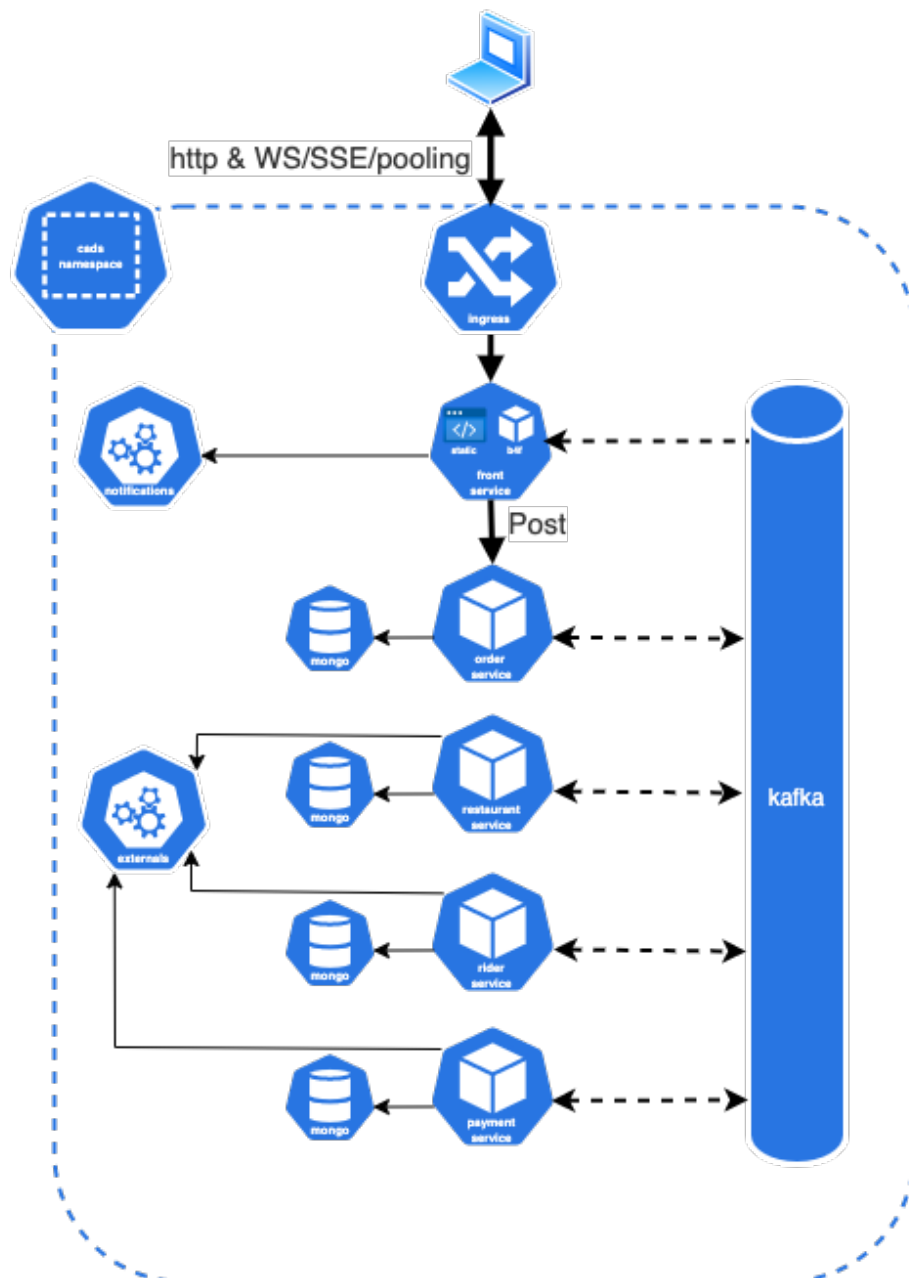 http & WS/SSE/pooling
csds
namespace
ingress
static
b4f
front
service
notifications
Post
mongo
order
service
mongo
restaurant
service
kafka
externals
mongo
rider
service
mongo
payment
service